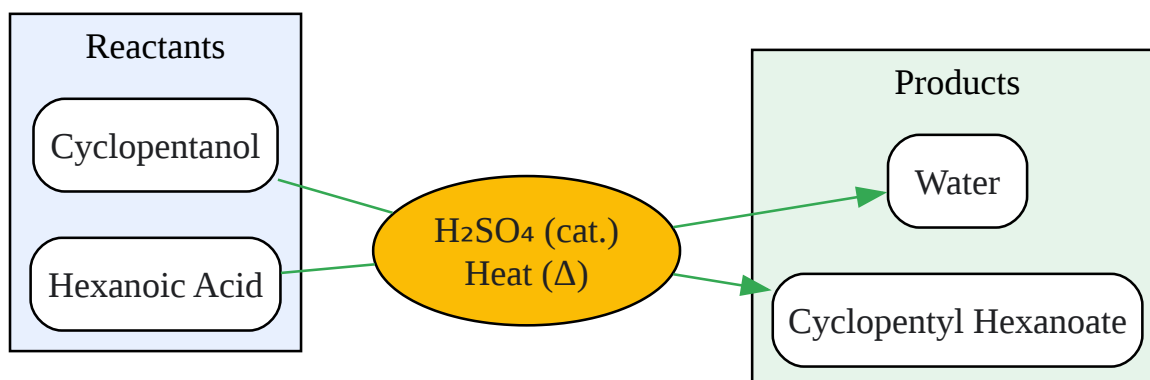 Reactants
Cyclopentanol
Hexanoic Acid
H₂SO₄ (cat.)
Heat (Δ)
Products
Water
Cyclopentyl Hexanoate